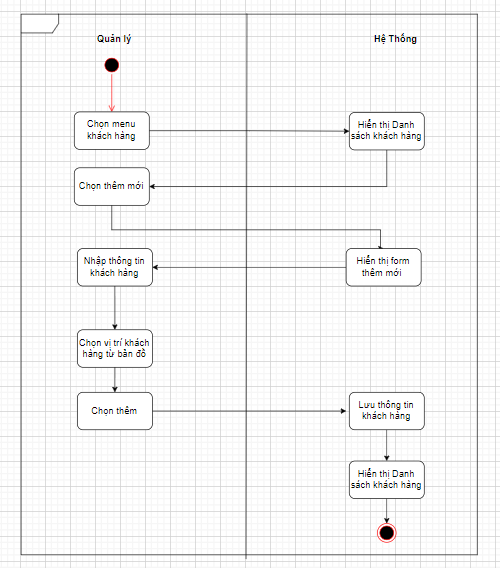 Quản lý
Hệ Thống
Chọn menu
khách hàng
Hiển thị Danh
sách khách hàng
Chọn thêm mới
Nhập thông tin
khách hàng
Hiển thị form
thêm mới
Chọn vị trí khách
hàng từ bản đồ
Chọn thêm
Lưu thông tin
khách hàng
Hiển thị Danh
sách khách hàng